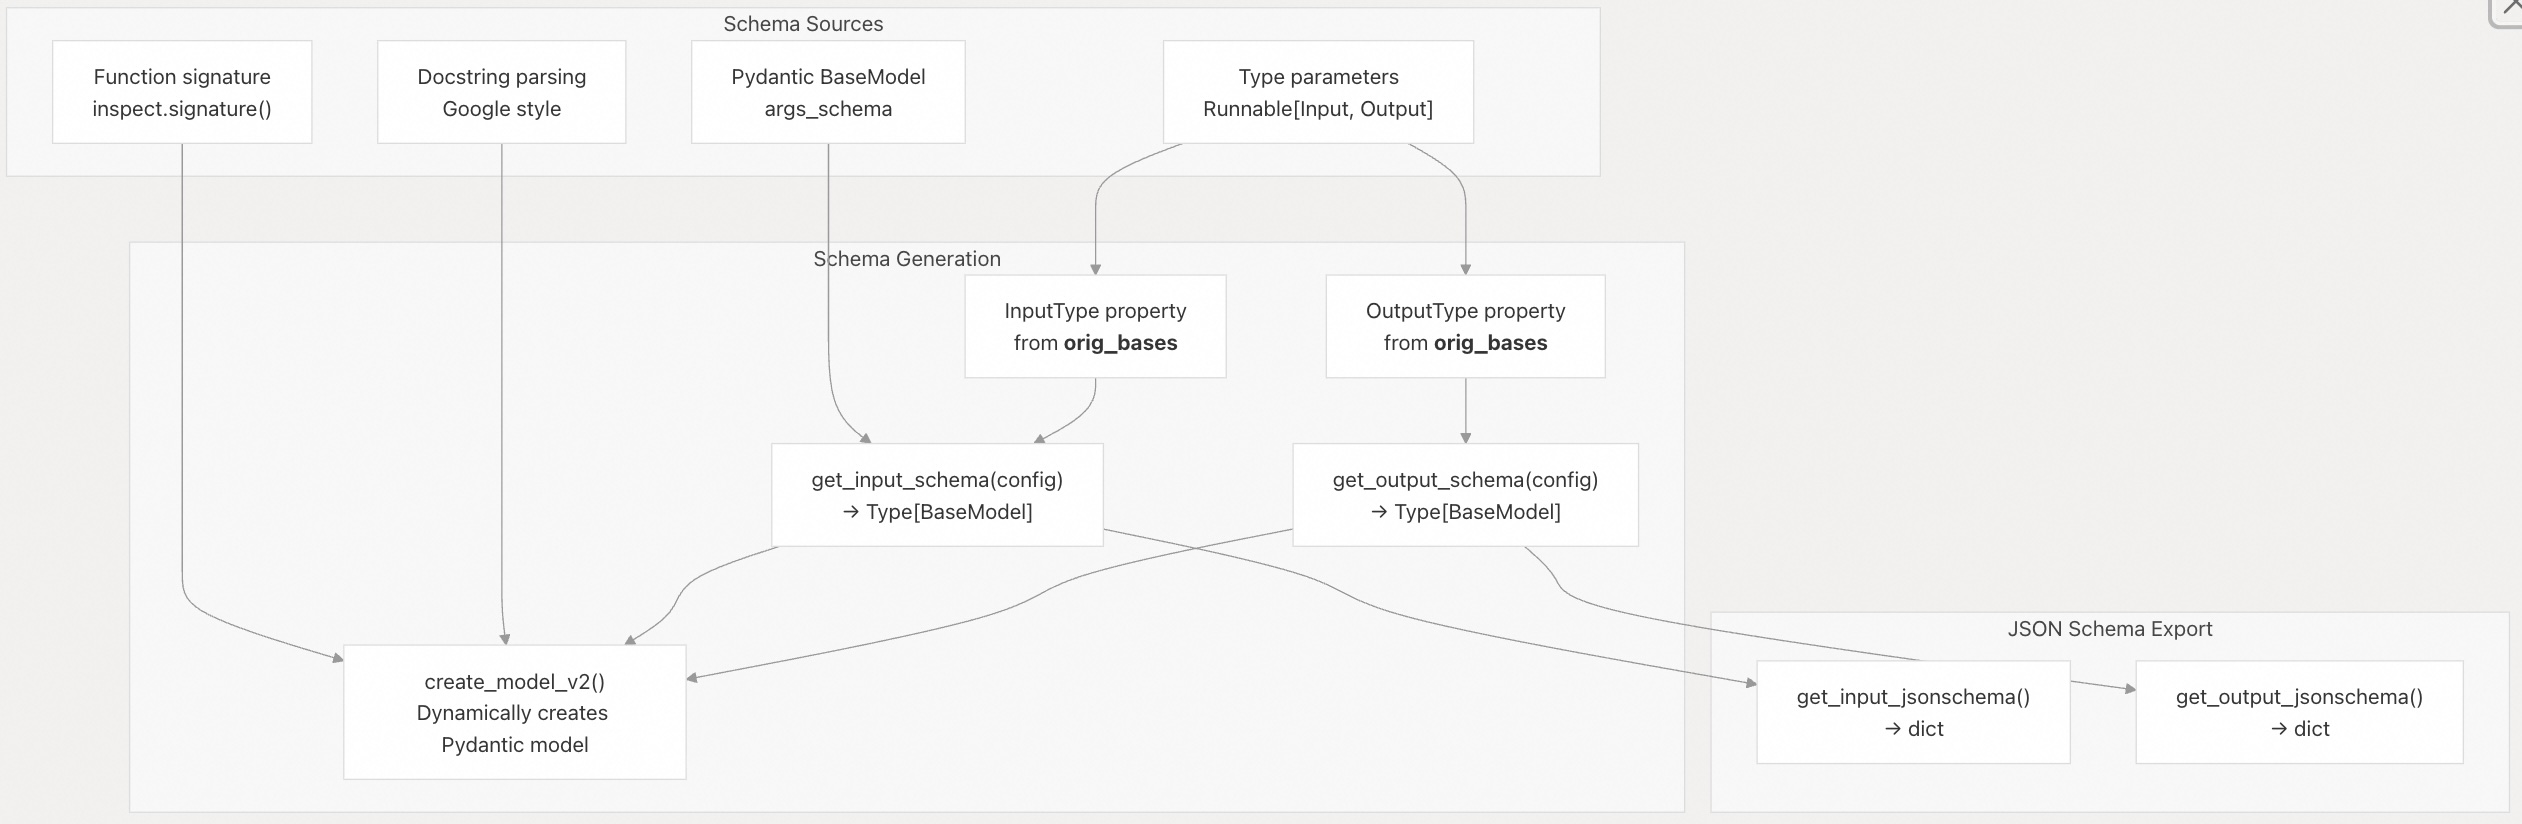 Schema Sources
Function signature
inspect.signature()
Docstring parsing
Google style
Pydantic BaseModel
args_schema
Type parameters
Runnable[Input, Output]
Schema Generation
InputType property
from orig_bases
OutputType property
from orig_bases
get_input_schema(config)
→ Type[BaseModel]
get_output_schema(config)
→ Type[BaseModel]
create_model_v2()
Dynamically creates
Pydantic model
JSON Schema Export
get_input_jsonschema()
→ dict
get_output_jsonschema()
→ dict